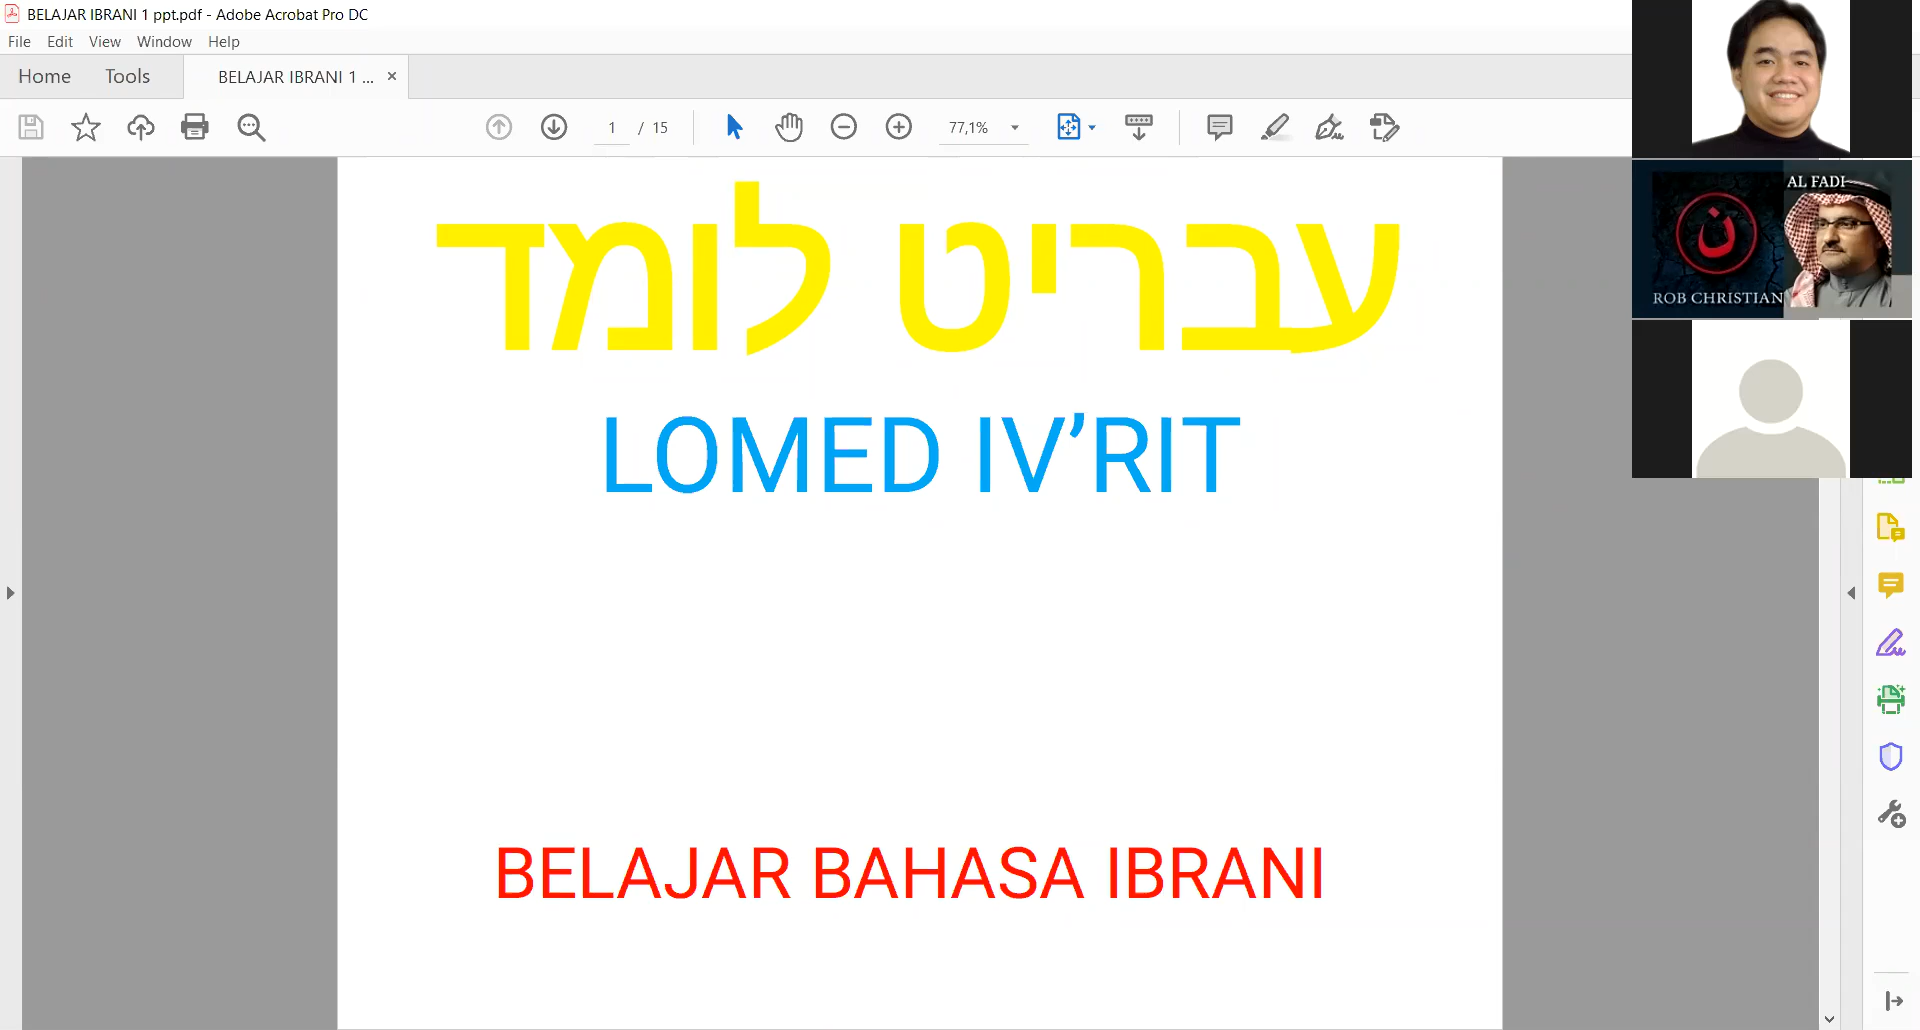 BELAJAR IBRANI 1 ppt.pdf - Adobe Acrobat Pro DC
File Edit View Window Help
Home Tools BELAJAR IBRANI 1 ... ×
1 / 15 77,1%
עבריט לומד
LOMED IV’RIT
BELAJAR BAHASA IBRANI
AL FADI
ن
ROB CHRISTIAN